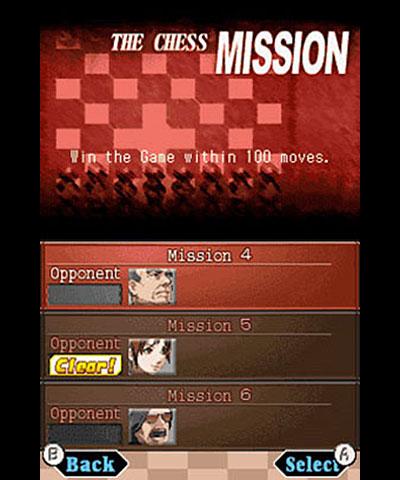 THE CHESS MISSION
Win the Game within 100 moves.
Mission 4
Opponent
Mission 5
Opponent
Clear!
Mission 6
Opponent
B Back
A Select